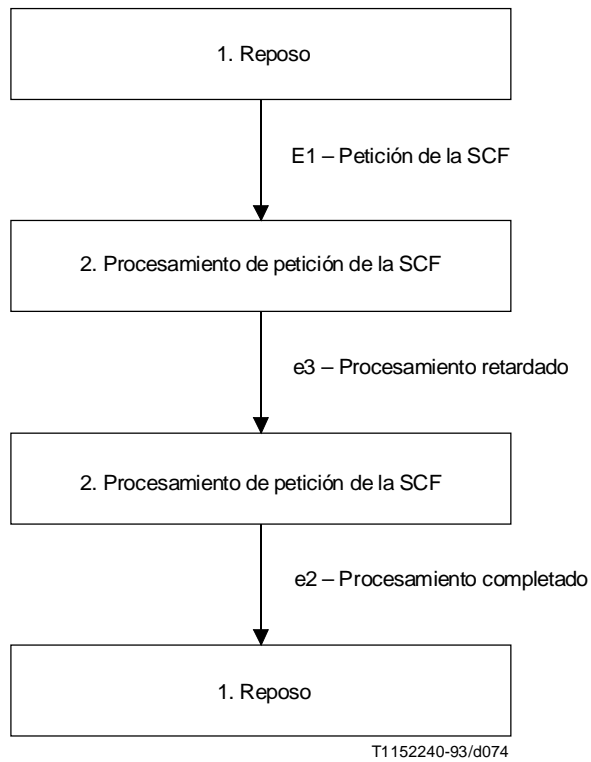 1. Reposo
E1 – Petición de la SCF
2. Procesamiento de petición de la SCF
e3 – Procesamiento retardado
2. Procesamiento de petición de la SCF
e2 – Procesamiento completado
1. Reposo
T1152240-93/d074